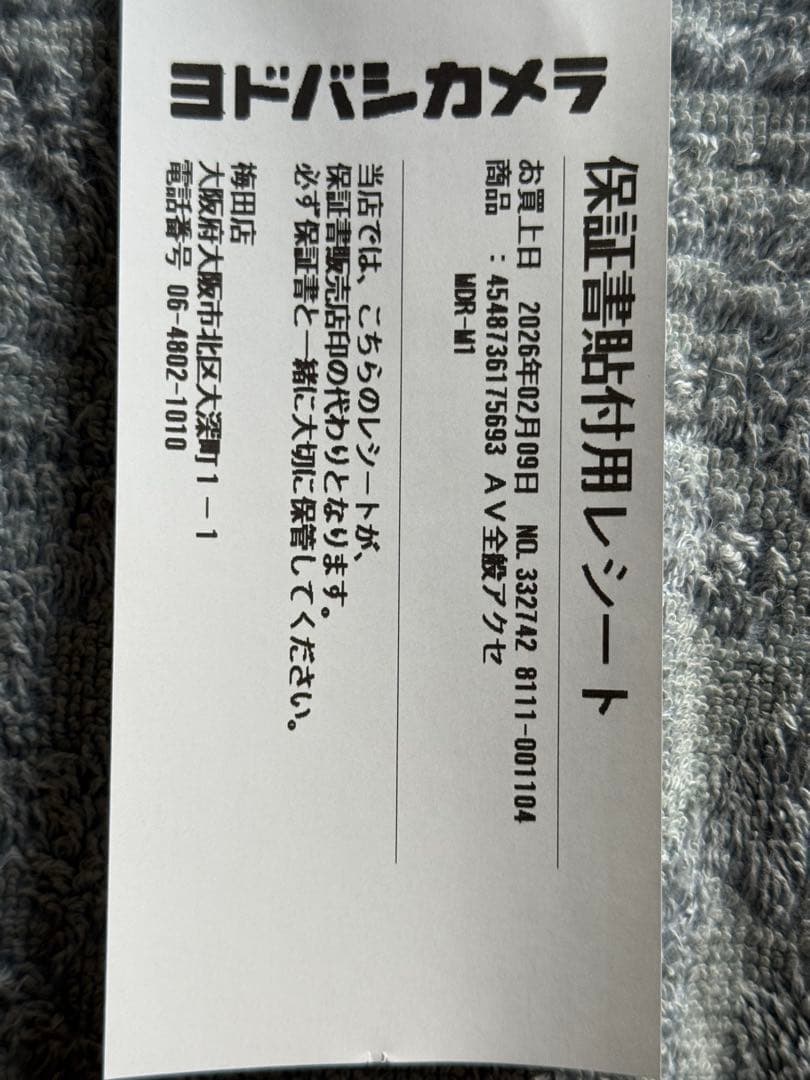 ヨドバシカメラ
保証書貼付用レシート
お買上日 2026年02月09日 NO.332742 8111-001104
商品 :4548736175693 AV全般アクセ
MDR-M1
当店では、こちらのレシートが、
保証書販売店印の代わりとなります。
必ず保証書と一緒に大切に保管してください。
梅田店
大阪府大阪市北区大深町1-1
電話番号 06-4802-1010